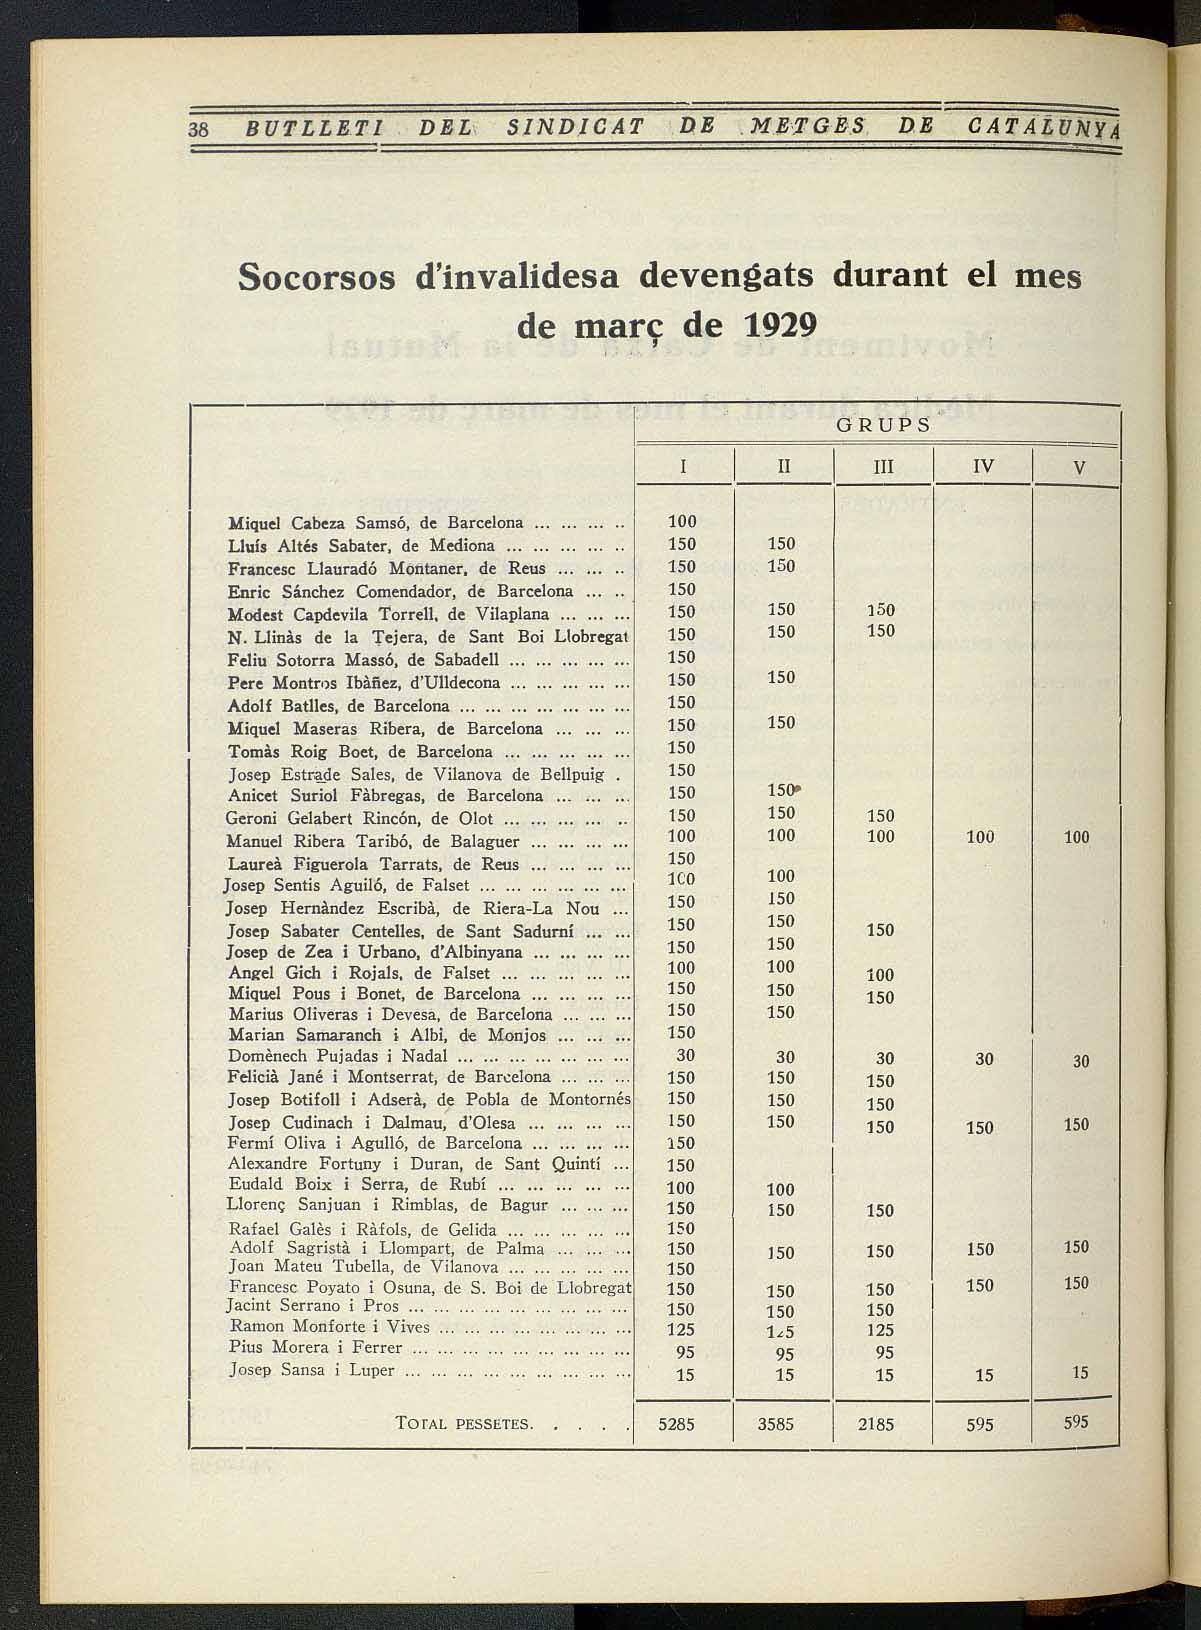 38 BUTLLETI DEL SINDICAT DE METGES DE CATALUNYA
Socorsos d'invalidesa devengats durant el mes
de març de 1929
GRUPS
I II III IV V
Miquel Cabeza Samsó, de Barcelona ... ... ... .. 100
Lluís Altés Sabater, de Mediona ... ... ... ... .. 150 150
Francesc Llauradó Montaner, de Reus ... ... .. 150 150
Enric Sánchez Comendador, de Barcelona ... .. 150
Modest Capdevila Torrell, de Vilaplana ... ... ... 150 150 150
N. Llinàs de la Tejera, de Sant Boi Llobregat 150 150 150
Feliu Sotorra Massó, de Sabadell ... ... ... ... ... 150
Pere Montros Ibàñez, d'Ulldecona ... ... ... ... ... 150 150
Adolf Batlles, de Barcelona ... ... ... ... ... ... ... 150
Miquel Maseras Ribera, de Barcelona ... ... ... 150 150
Tomàs Roig Boet, de Barcelona ... ... ... ... ... 150
Josep Estrade Sales, de Vilanova de Bellpuig . 150
Anicet Suriol Fàbregas, de Barcelona ... ... ... 150 150
Geroni Gelabert Rincón, de Olot ... ... ... ... .. 150 150 150
Manuel Ribera Taribó, de Balaguer ... ... ... ... 100 100 100 100 100
Laureà Figuerola Tarrats, de Reus ... ... ... ... 150
Josep Sentis Aguiló, de Falset ... ... ... ... ... ... 100 100
Josep Hernàndez Escribà, de Riera-La Nou ... 150 150
Josep Sabater Centelles, de Sant Sadurní ... ... 150 150 150
Josep de Zea i Urbano, d'Albinyana ... ... ... ... 150 150
Angel Gich i Rojals, de Falset ... ... ... ... ... 100 100 100
Miquel Pous i Bonet, de Barcelona ... ... ... ... 150 150 150
Marius Oliveras i Devesa, de Barcelona ... ... ... 150 150
Marian Samaranch i Albi, de Monjos ... ... ... 150
Domènech Pujadas i Nadal ... ... ... ... ... ... ... 30 30 30 30 30
Felicià Jané i Montserrat, de Barcelona ... ... ... 150 150 150
Josep Botifoll i Adserà, de Pobla de Montornés 150 150 150
Josep Cudinach i Dalmau, d'Olesa ... ... ... ... 150 150 150 150 150
Fermí Oliva i Agulló, de Barcelona ... ... ... ... 150
Alexandre Fortuny i Duran, de Sant Quintí ... 150
Eudald Boix i Serra, de Rubí ... ... ... ... ... 100 100
Llorenç Sanjuan i Rimblas, de Bagur ... ... ... 150 150 150
Rafael Galès i Ràfols, de Gelida ... ... ... ... ... 150
Adolf Sagristà i Llompart, de Palma ... ... ... 150 150 150 150 150
Joan Mateu Tubella, de Vilanova ... ... ... ... ... 150
Francesc Poyato i Osuna, de S. Boi de Llobregat 150 150 150 150 150
Jacint Serrano i Pros ... ... ... ... ... ... ... ... ... 150 150 150
Ramon Monforte i Vives ... ... ... ... ... ... ... ... 125 125 125
Pius Morera i Ferrer ... ... ... ... ... ... ... ... ... 95 95 95
Josep Sansa i Luper ... ... ... ... ... ... ... ... ... 15 15 15 15 15
TOTAL PESSETES. . . . . 5285 3585 2185 595 595